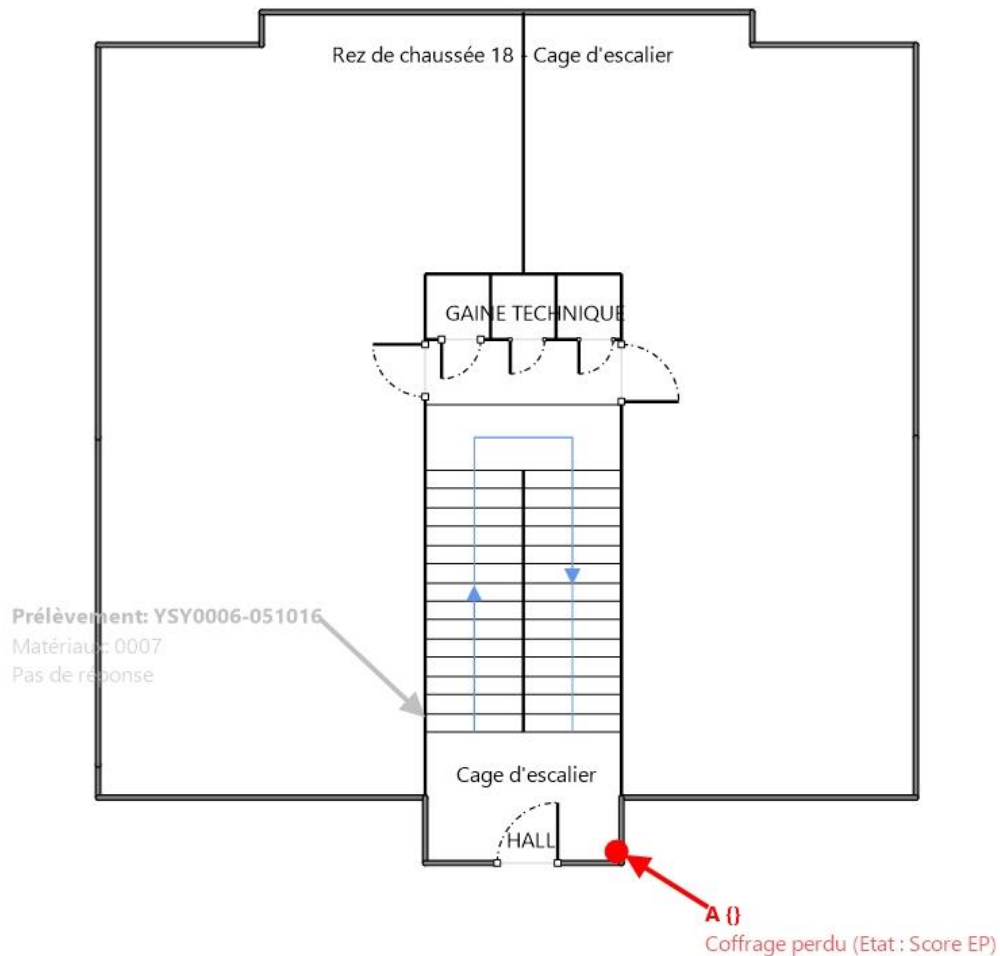 Rez de chaussée 18 - Cage d'escalier
GAINE TECHNIQUE
Prélèvement: YSY0006-051016
Matériaux: 0007
Pas de réponse
Cage d'escalier
HALL
A {}
Coffrage perdu (Etat : Score EP)